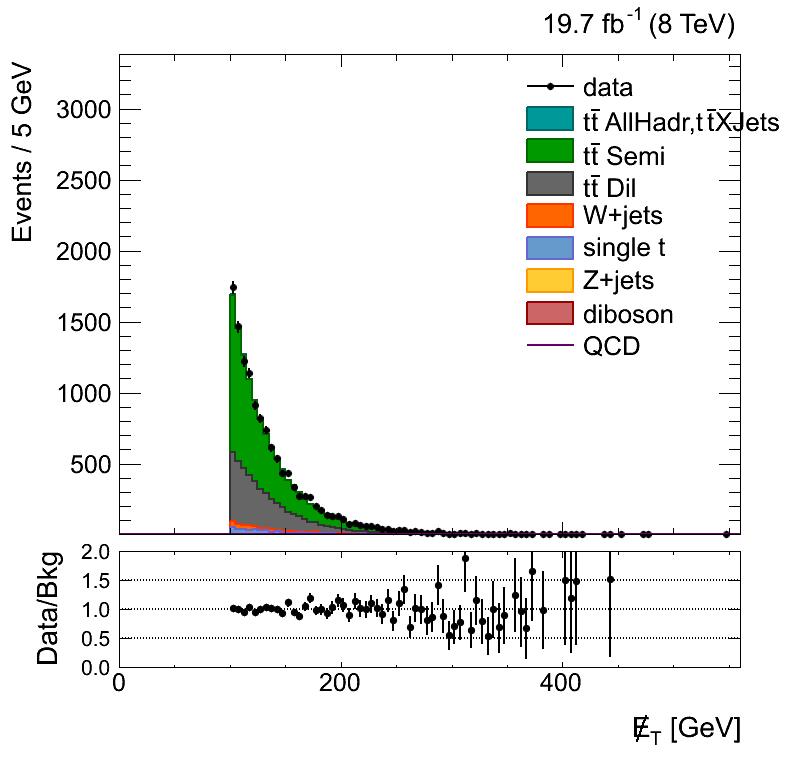 19.7 fb⁻¹ (8 TeV)
Events / 5 GeV
3000
2500
2000
1500
1000
500
data
tt̄ AllHadr,tt̄XJets
tt̄ Semi
tt̄ Dil
W+jets
single t
Z+jets
diboson
QCD
Data/Bkg
2.0
1.5
1.0
0.5
0.0
0 200 400
E̸_T [GeV]